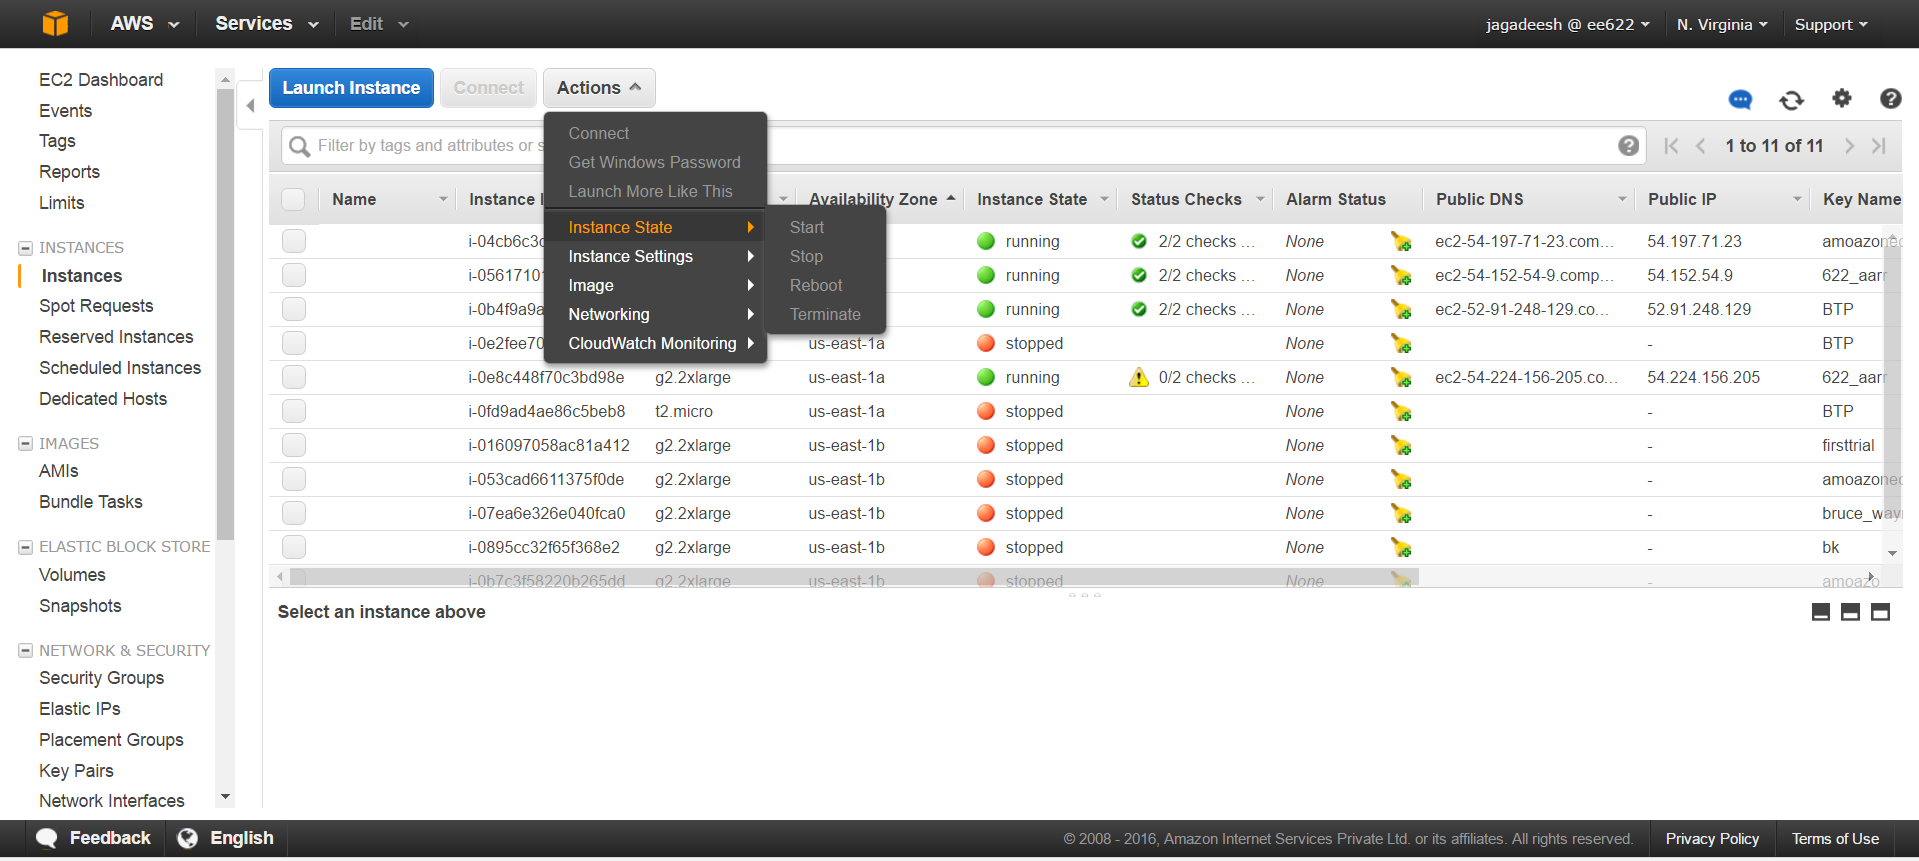 AWS Services Edit jagadeesh @ ee622 N. Virginia Support
EC2 Dashboard
Events
Tags
Reports
Limits
INSTANCES
Instances
Spot Requests
Reserved Instances
Scheduled Instances
Dedicated Hosts
IMAGES
AMIs
Bundle Tasks
ELASTIC BLOCK STORE
Volumes
Snapshots
NETWORK & SECURITY
Security Groups
Elastic IPs
Placement Groups
Key Pairs
Network Interfaces
Launch Instance Connect Actions
Connect
Get Windows Password
Launch More Like This
Instance State
Instance Settings
Image
Networking
CloudWatch Monitoring
Start
Stop
Reboot
Terminate
Filter by tags and attributes or 1 to 11 of 11
Name Instance Availability Zone Instance State Status Checks Alarm Status Public DNS Public IP Key Name
i-04cb6c3 running 2/2 checks ... None ec2-54-197-71-23.com... 54.197.71.23 amoazone
i-0561710 running 2/2 checks ... None ec2-54-152-54-9.comp... 54.152.54.9 622_aarr
i-0b4f9a9a running 2/2 checks ... None ec2-52-91-248-129.co... 52.91.248.129 BTP
i-0e2fee70 us-east-1a stopped None - BTP
i-0e8c448f70c3bd98e g2.2xlarge us-east-1a running 0/2 checks ... None ec2-54-224-156-205.co... 54.224.156.205 622_aarr
i-0fd9ad4ae86c5beb8 t2.micro us-east-1a stopped None - BTP
i-016097058ac81a412 g2.2xlarge us-east-1b stopped None - firsttrial
i-053cad6611375f0de g2.2xlarge us-east-1b stopped None - amoazone
i-07ea6e326e040fca0 g2.2xlarge us-east-1b stopped None - bruce_way
i-0895cc32f65f368e2 g2.2xlarge us-east-1b stopped None - bk
i-0b7c3f58220b265dd g2.2xlarge us-east-1b stopped None - amoazo
Select an instance above
Feedback English © 2008 - 2016, Amazon Internet Services Private Ltd. or its affiliates. All rights reserved. Privacy Policy Terms of Use